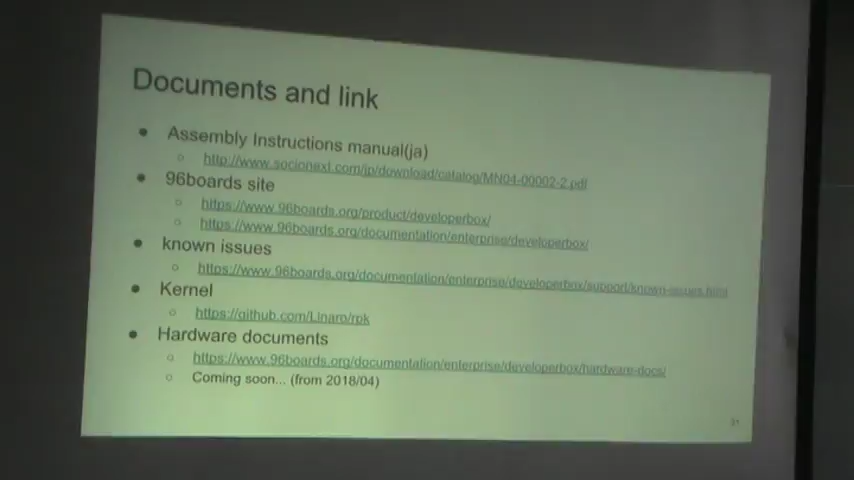 Documents and link
● Assembly Instructions manual(ja)
○ http://www.socionext.com/jp/download/catalog/MN04-00002-2.pdf
● 96boards site
○ https://www.96boards.org/product/developerbox/
○ https://www.96boards.org/documentation/enterprise/developerbox/
● known issues
○ https://www.96boards.org/documentation/enterprise/developerbox/support/known-issues.html
● Kernel
○ https://github.com/Linaro/rpk
● Hardware documents
○ https://www.96boards.org/documentation/enterprise/developerbox/hardware-docs/
○ Coming soon... (from 2018/04)